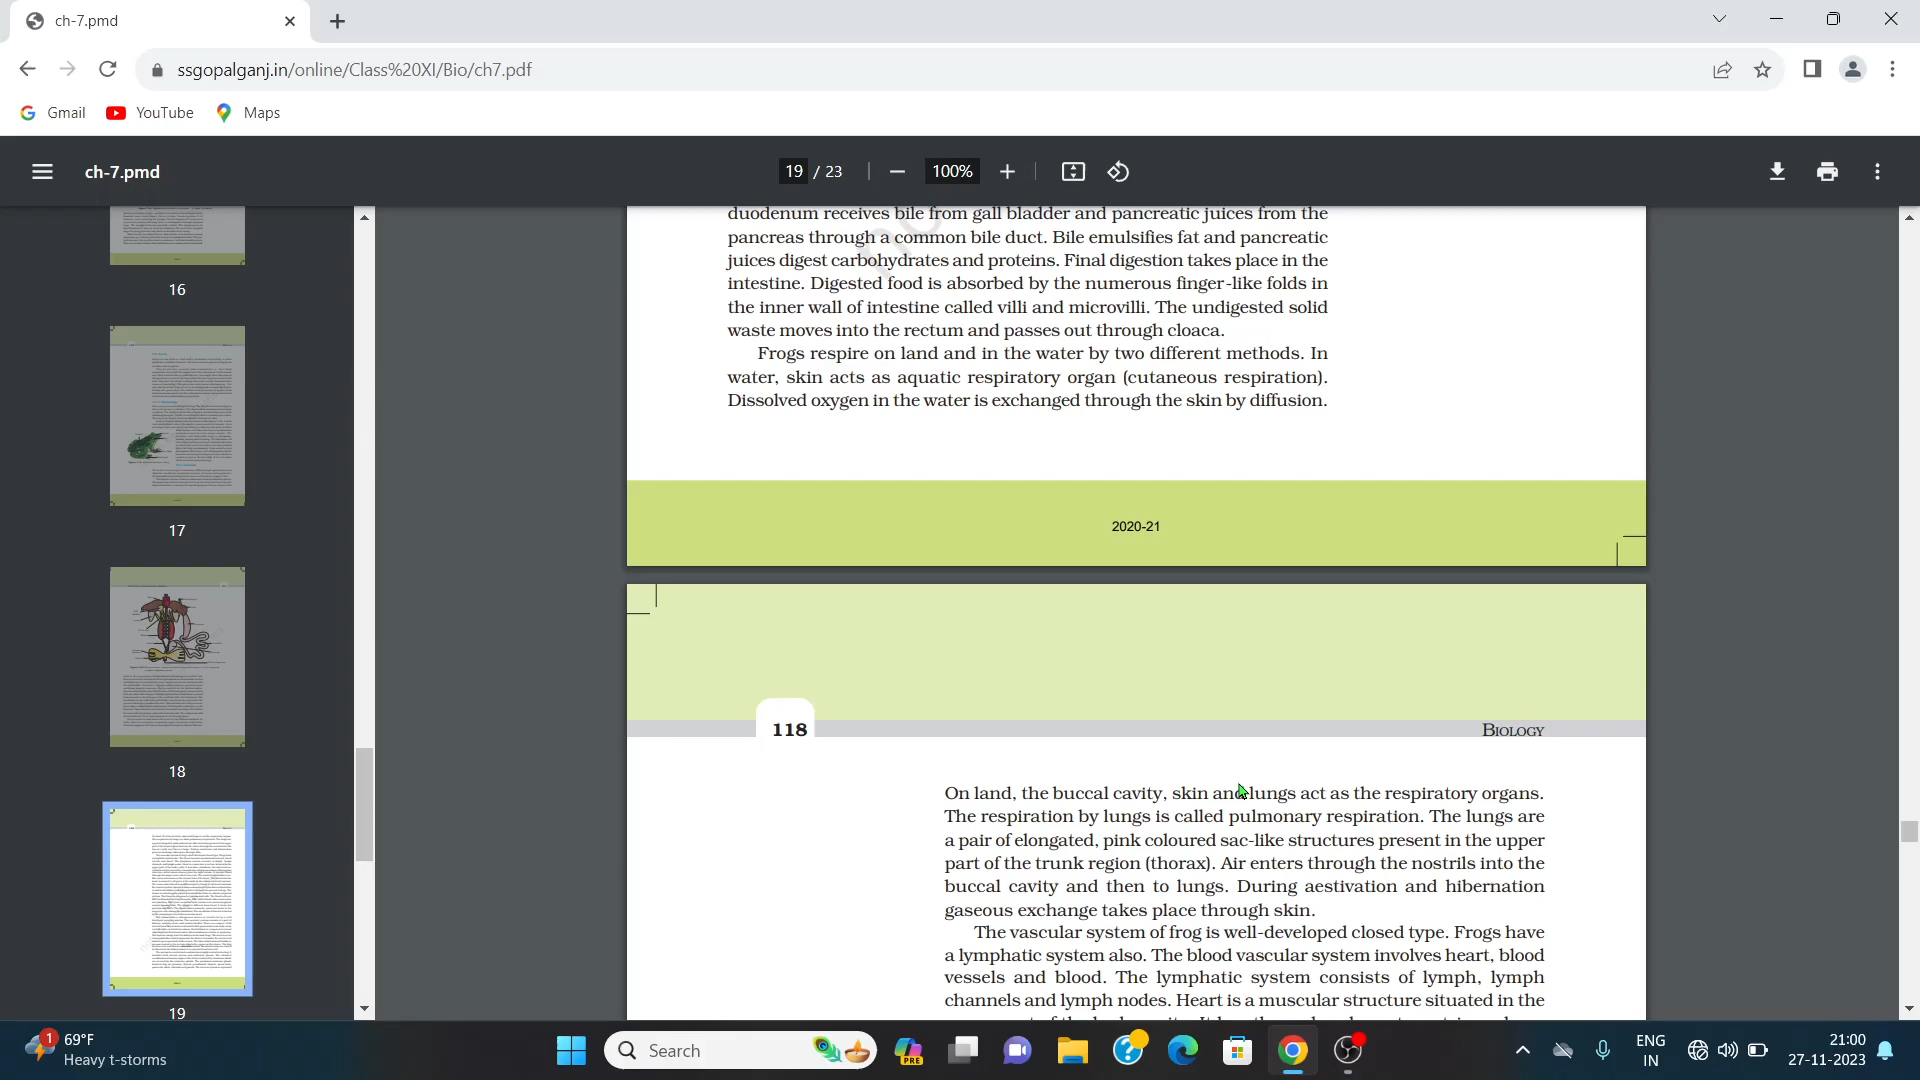 ch-7.pmd
ssgopalganj.in/online/Class%20XI/Bio/ch7.pdf
Gmail
YouTube
Maps
ch-7.pmd
19 / 23
100%
16
17
18
19
duodenum receives bile from gall bladder and pancreatic juices from the
pancreas through a common bile duct. Bile emulsifies fat and pancreatic
juices digest carbohydrates and proteins. Final digestion takes place in the
intestine. Digested food is absorbed by the numerous finger-like folds in
the inner wall of intestine called villi and microvilli. The undigested solid
waste moves into the rectum and passes out through cloaca.
Frogs respire on land and in the water by two different methods. In
water, skin acts as aquatic respiratory organ (cutaneous respiration).
Dissolved oxygen in the water is exchanged through the skin by diffusion.
2020-21
118
BIOLOGY
On land, the buccal cavity, skin and lungs act as the respiratory organs.
The respiration by lungs is called pulmonary respiration. The lungs are
a pair of elongated, pink coloured sac-like structures present in the upper
part of the trunk region (thorax). Air enters through the nostrils into the
buccal cavity and then to lungs. During aestivation and hibernation
gaseous exchange takes place through skin.
The vascular system of frog is well-developed closed type. Frogs have
a lymphatic system also. The blood vascular system involves heart, blood
vessels and blood. The lymphatic system consists of lymph, lymph
channels and lymph nodes. Heart is a muscular structure situated in the
1
69°F
Heavy t-storms
Search
PRE
ENG
IN
21:00
27-11-2023